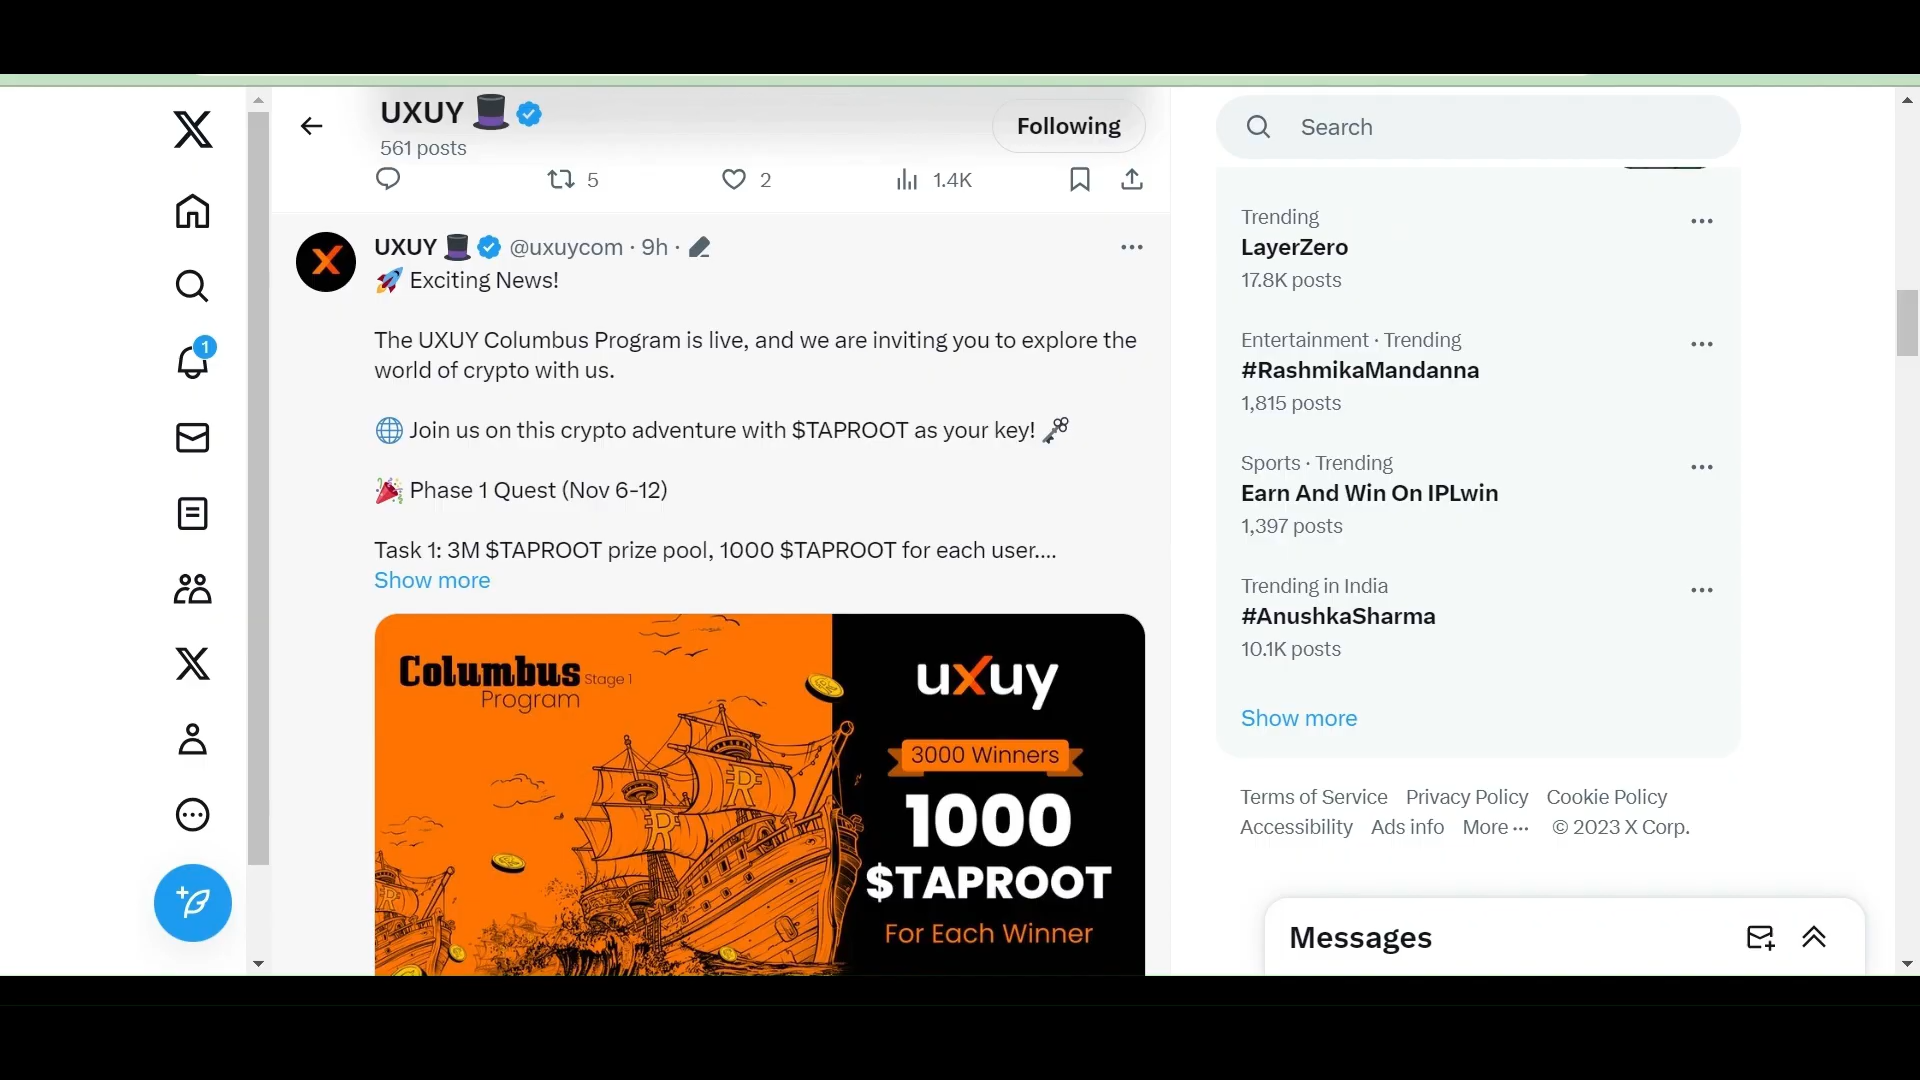 UXUY
561 posts
Following
5
2
1.4K
UXUY @uxuycom · 9h ·
Exciting News!
The UXUY Columbus Program is live, and we are inviting you to explore the
world of crypto with us.
Join us on this crypto adventure with $TAPROOT as your key!
Phase 1 Quest (Nov 6-12)
Task 1: 3M $TAPROOT prize pool, 1000 $TAPROOT for each user....
Show more
Columbus Stage 1
Program
uxuy
3000 Winners
1000
$TAPROOT
For Each Winner
1
Search
Trending
LayerZero
17.8K posts
Entertainment · Trending
#RashmikaMandanna
1,815 posts
Sports · Trending
Earn And Win On IPLwin
1,397 posts
Trending in India
#AnushkaSharma
10.1K posts
Show more
Terms of Service Privacy Policy Cookie Policy
Accessibility Ads info More ··· © 2023 X Corp.
Messages